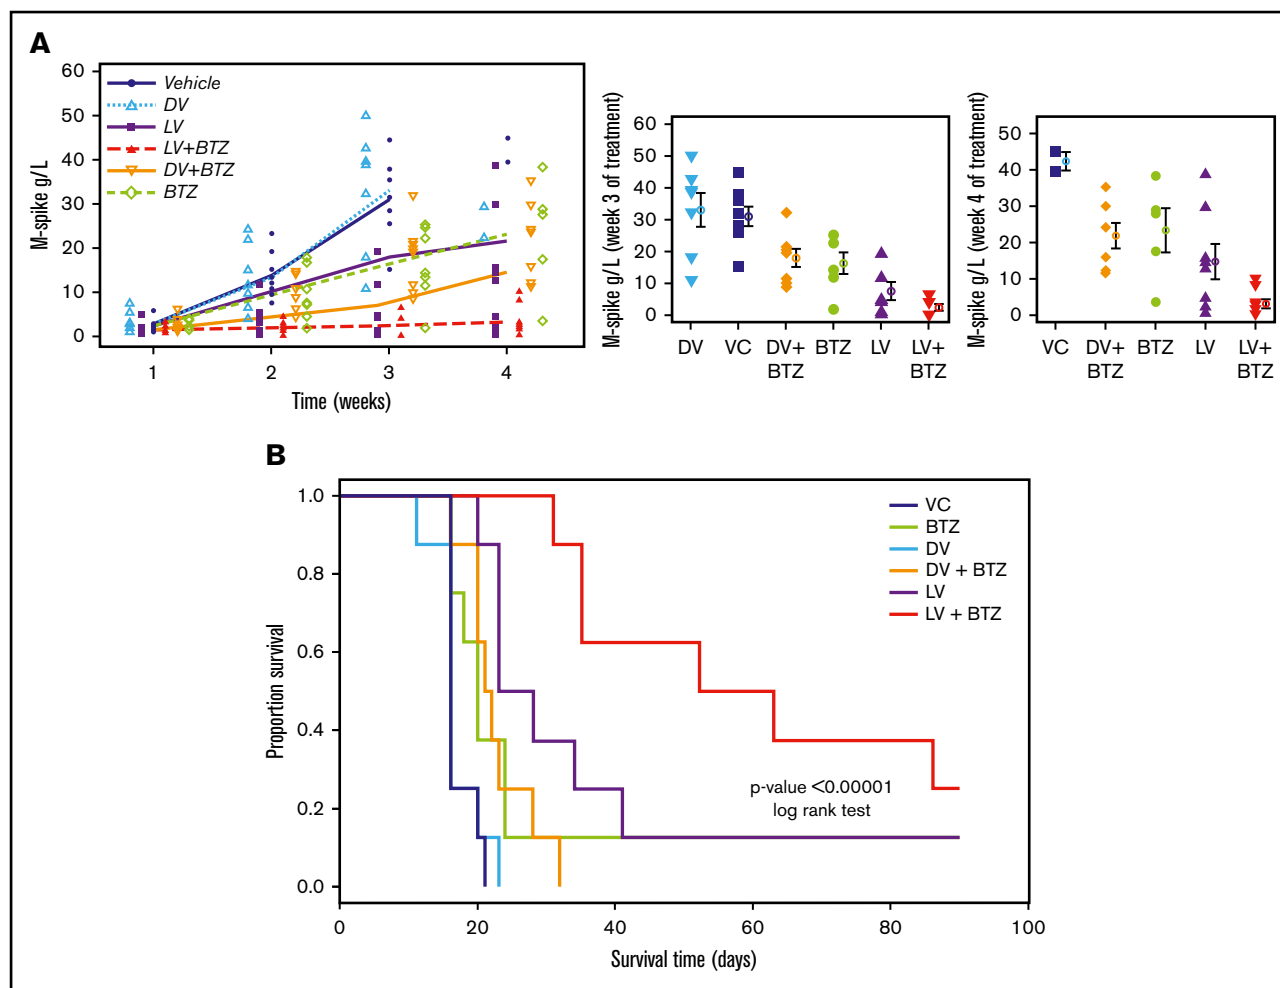 A
60
50
40
30
20
10
0
M-spike g/L
Vehicle
DV
LV
LV+BTZ
DV+BTZ
BTZ
1 2 3 4
Time (weeks)
M-spike g/L (week 3 of treatment)
60
50
40
30
20
10
0
DV VC DV+ BTZ LV LV+
BTZ BTZ
M-spike g/L (week 4 of treatment)
50
40
30
20
10
0
VC DV+ BTZ LV LV+
BTZ BTZ
B
1.0
0.8
0.6
0.4
0.2
0.0
Proportion survival
VC
BTZ
DV
DV + BTZ
LV
LV + BTZ
p-value <0.00001
log rank test
0 20 40 60 80 100
Survival time (days)